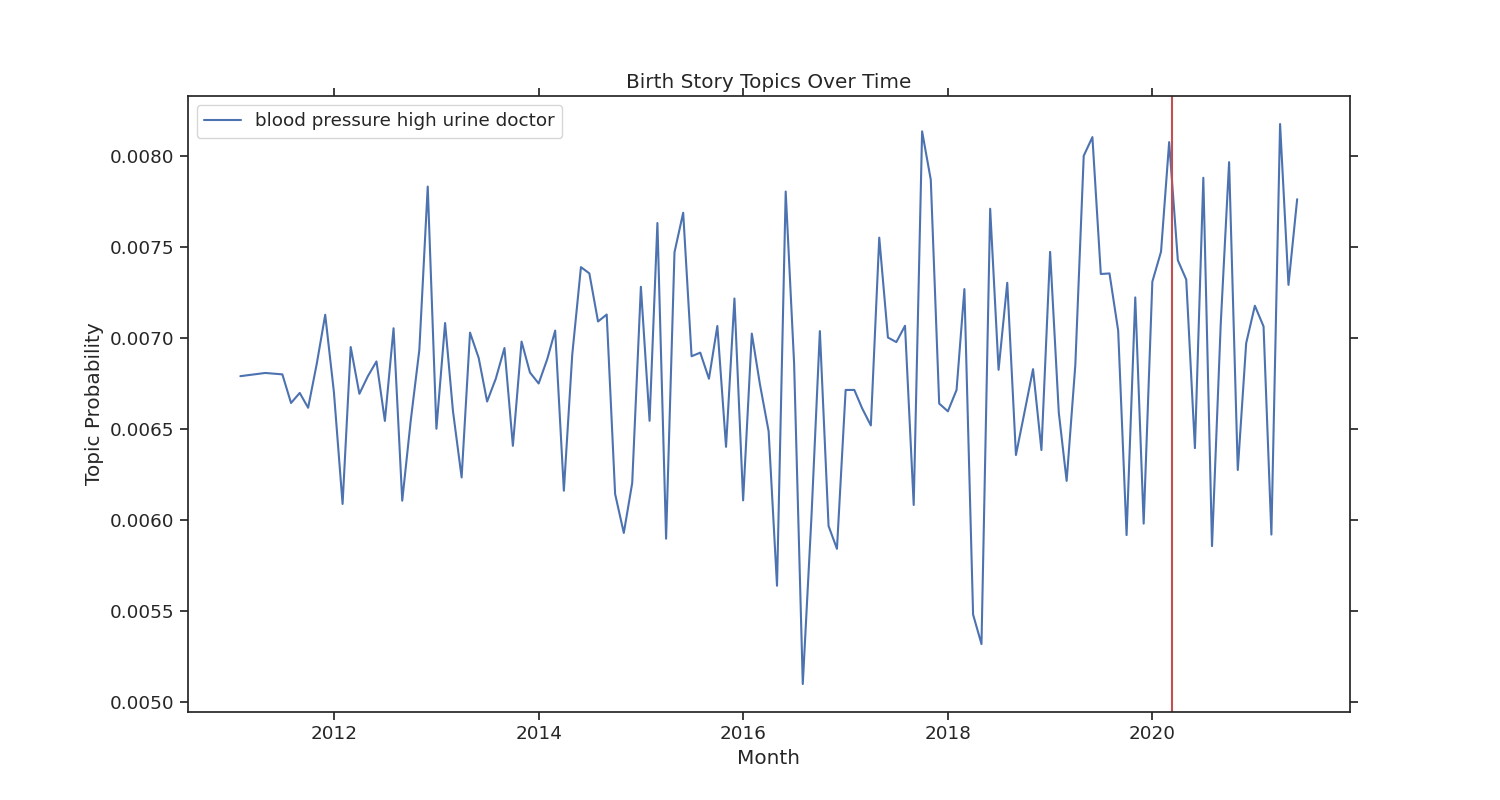 Birth Story Topics Over Time
blood pressure high urine doctor
Topic Probability
0.0080
0.0075
0.0070
0.0065
0.0060
0.0055
0.0050
2012 2014 2016 2018 2020
Month